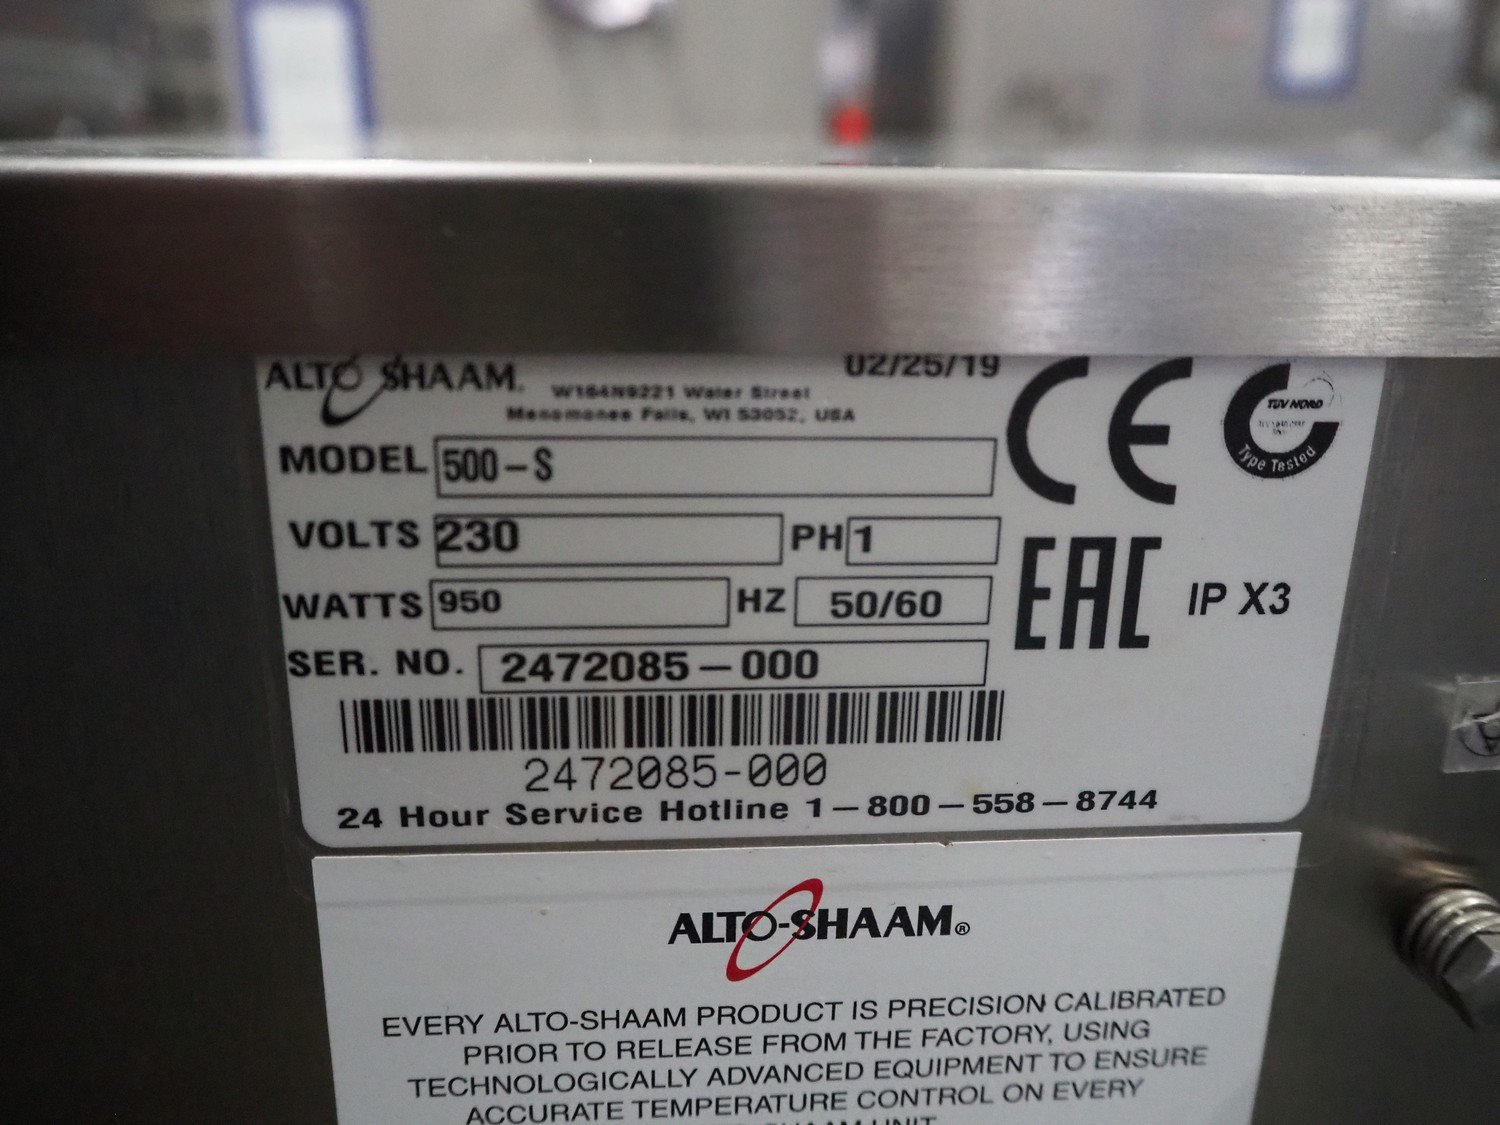 ALTO-SHAAM®
02/25/19
W164N9221 Water Street
Menomonee Falls, WI 53052, USA
MODEL 500-S
VOLTS 230 PH 1
WATTS 950 HZ 50/60
SER. NO. 2472085-000
CE
TÜV NORD
Type Tested
EAC
IP X3
2472085-000
24 Hour Service Hotline 1-800-558-8744
ALTO-SHAAM®
EVERY ALTO-SHAAM PRODUCT IS PRECISION CALIBRATED
PRIOR TO RELEASE FROM THE FACTORY, USING
TECHNOLOGICALLY ADVANCED EQUIPMENT TO ENSURE
ACCURATE TEMPERATURE CONTROL ON EVERY
SHAAM UNIT